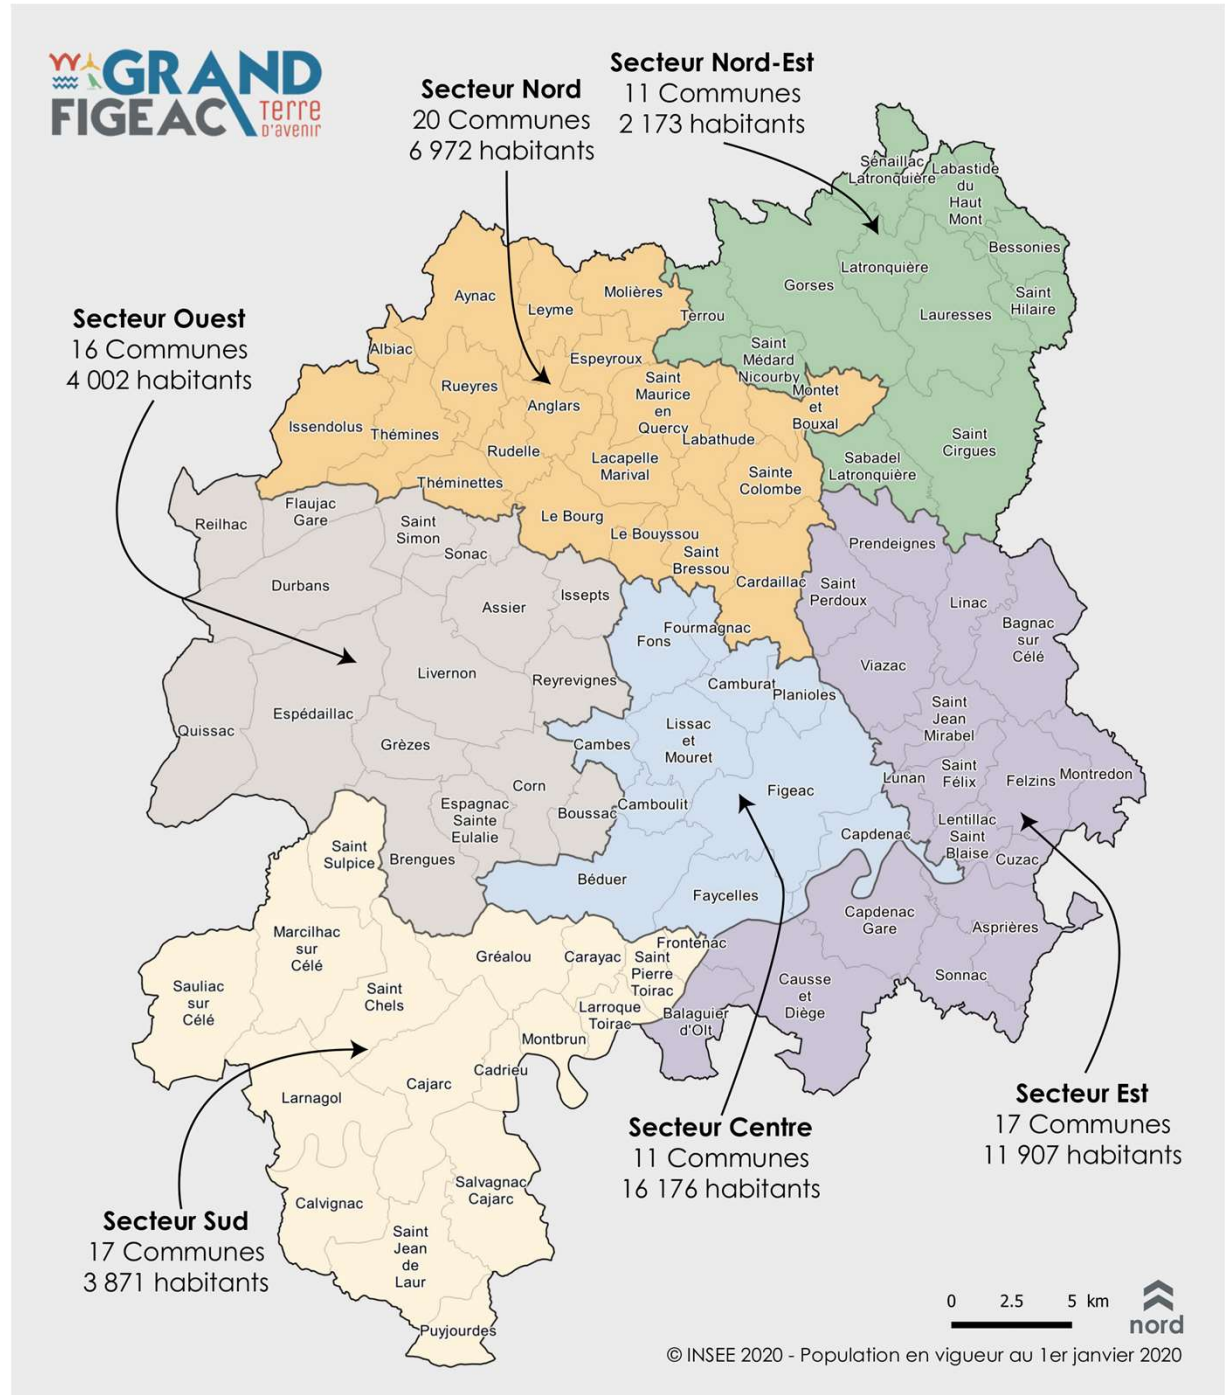 GRAND
FIGEAC
Terre
D'avenir
Secteur Nord
20 Communes
6 972 habitants
Secteur Nord-Est
11 Communes
2 173 habitants
Secteur Ouest
16 Communes
4 002 habitants
Sénaillac
Latronquière
Labastide
du
Haut
Mont
Bessonies
Latronquière
Gorses
Saint
Hilaire
Lauresses
Terrou
Saint
Médard
Nicourby
Saint
Cirgues
Sabadel
Latronquière
Aynac
Leyme
Molières
Albiac
Espeyroux
Rueyres
Anglars
Saint
Maurice
en
Quercy
Montet
et
Bouxal
Issendolus
Thémines
Labathude
Rudelle
Lacapelle
Marival
Sainte
Colombe
Théminettes
Le Bourg
Le Bouyssou
Saint
Bressou
Cardaillac
Reilhac
Flaujac
Gare
Saint
Simon
Sonac
Durbans
Assier
Issepts
Livernon
Reyrevignes
Quissac
Espédaillac
Grèzes
Corn
Espagnac
Sainte
Eulalie
Boussac
Brengues
Fons
Fourmagnac
Camburat
Planioles
Lissac
et
Mouret
Cambes
Figeac
Camboulit
Capdenac
Béduer
Faycelles
Prendeignes
Saint
Perdoux
Linac
Bagnac
sur
Célé
Viazac
Saint
Jean
Mirabel
Lunan
Saint
Félix
Felzins
Montredon
Lentillac
Saint
Blaise
Cuzac
Capdenac
Gare
Asprières
Sonnac
Causse
et
Diège
Balaguier
d'Olt
Saint
Sulpice
Marcilhac
sur
Célé
Gréalou
Carayac
Frontenac
Saint
Pierre
Toirac
Sauliac
sur
Célé
Saint
Chels
Larroque
Toirac
Montbrun
Cadrieu
Cajarc
Larnagol
Salvagnac
Cajarc
Calvignac
Saint
Jean
de
Laur
Puyjourdes
Secteur Est
17 Communes
11 907 habitants
Secteur Centre
11 Communes
16 176 habitants
Secteur Sud
17 Communes
3 871 habitants
0 2.5 5 km
nord
© INSEE 2020 - Population en vigueur au 1er janvier 2020